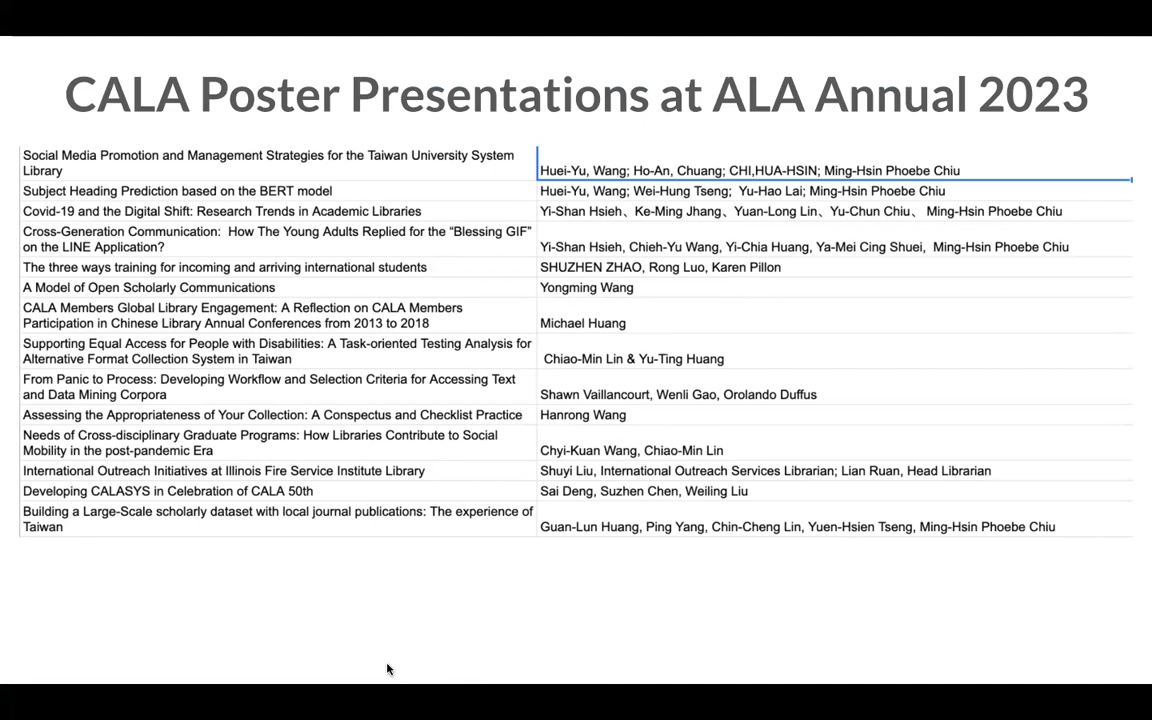 CALA Poster Presentations at ALA Annual 2023
Social Media Promotion and Management Strategies for the Taiwan University System
Library
Huei-Yu, Wang; Ho-An, Chuang; CHI,HUA-HSIN; Ming-Hsin Phoebe Chiu
Subject Heading Prediction based on the BERT model
Huei-Yu, Wang; Wei-Hung Tseng;  Yu-Hao Lai; Ming-Hsin Phoebe Chiu
Covid-19 and the Digital Shift: Research Trends in Academic Libraries
Yi-Shan Hsieh、Ke-Ming Jhang、Yuan-Long Lin、Yu-Chun Chiu、 Ming-Hsin Phoebe Chiu
Cross-Generation Communication:  How The Young Adults Replied for the “Blessing GIF”
on the LINE Application?
Yi-Shan Hsieh, Chieh-Yu Wang, Yi-Chia Huang, Ya-Mei Cing Shuei,  Ming-Hsin Phoebe Chiu
The three ways training for incoming and arriving international students
SHUZHEN ZHAO, Rong Luo, Karen Pillon
A Model of Open Scholarly Communications
Yongming Wang
CALA Members Global Library Engagement: A Reflection on CALA Members
Participation in Chinese Library Annual Conferences from 2013 to 2018
Michael Huang
Supporting Equal Access for People with Disabilities: A Task-oriented Testing Analysis for
Alternative Format Collection System in Taiwan
Chiao-Min Lin & Yu-Ting Huang
From Panic to Process: Developing Workflow and Selection Criteria for Accessing Text
and Data Mining Corpora
Shawn Vaillancourt, Wenli Gao, Orolando Duffus
Assessing the Appropriateness of Your Collection: A Conspectus and Checklist Practice
Hanrong Wang
Needs of Cross-disciplinary Graduate Programs: How Libraries Contribute to Social
Mobility in the post-pandemic Era
Chyi-Kuan Wang, Chiao-Min Lin
International Outreach Initiatives at Illinois Fire Service Institute Library
Shuyi Liu, International Outreach Services Librarian; Lian Ruan, Head Librarian
Developing CALASYS in Celebration of CALA 50th
Sai Deng, Suzhen Chen, Weiling Liu
Building a Large-Scale scholarly dataset with local journal publications: The experience of
Taiwan
Guan-Lun Huang, Ping Yang, Chin-Cheng Lin, Yuen-Hsien Tseng, Ming-Hsin Phoebe Chiu